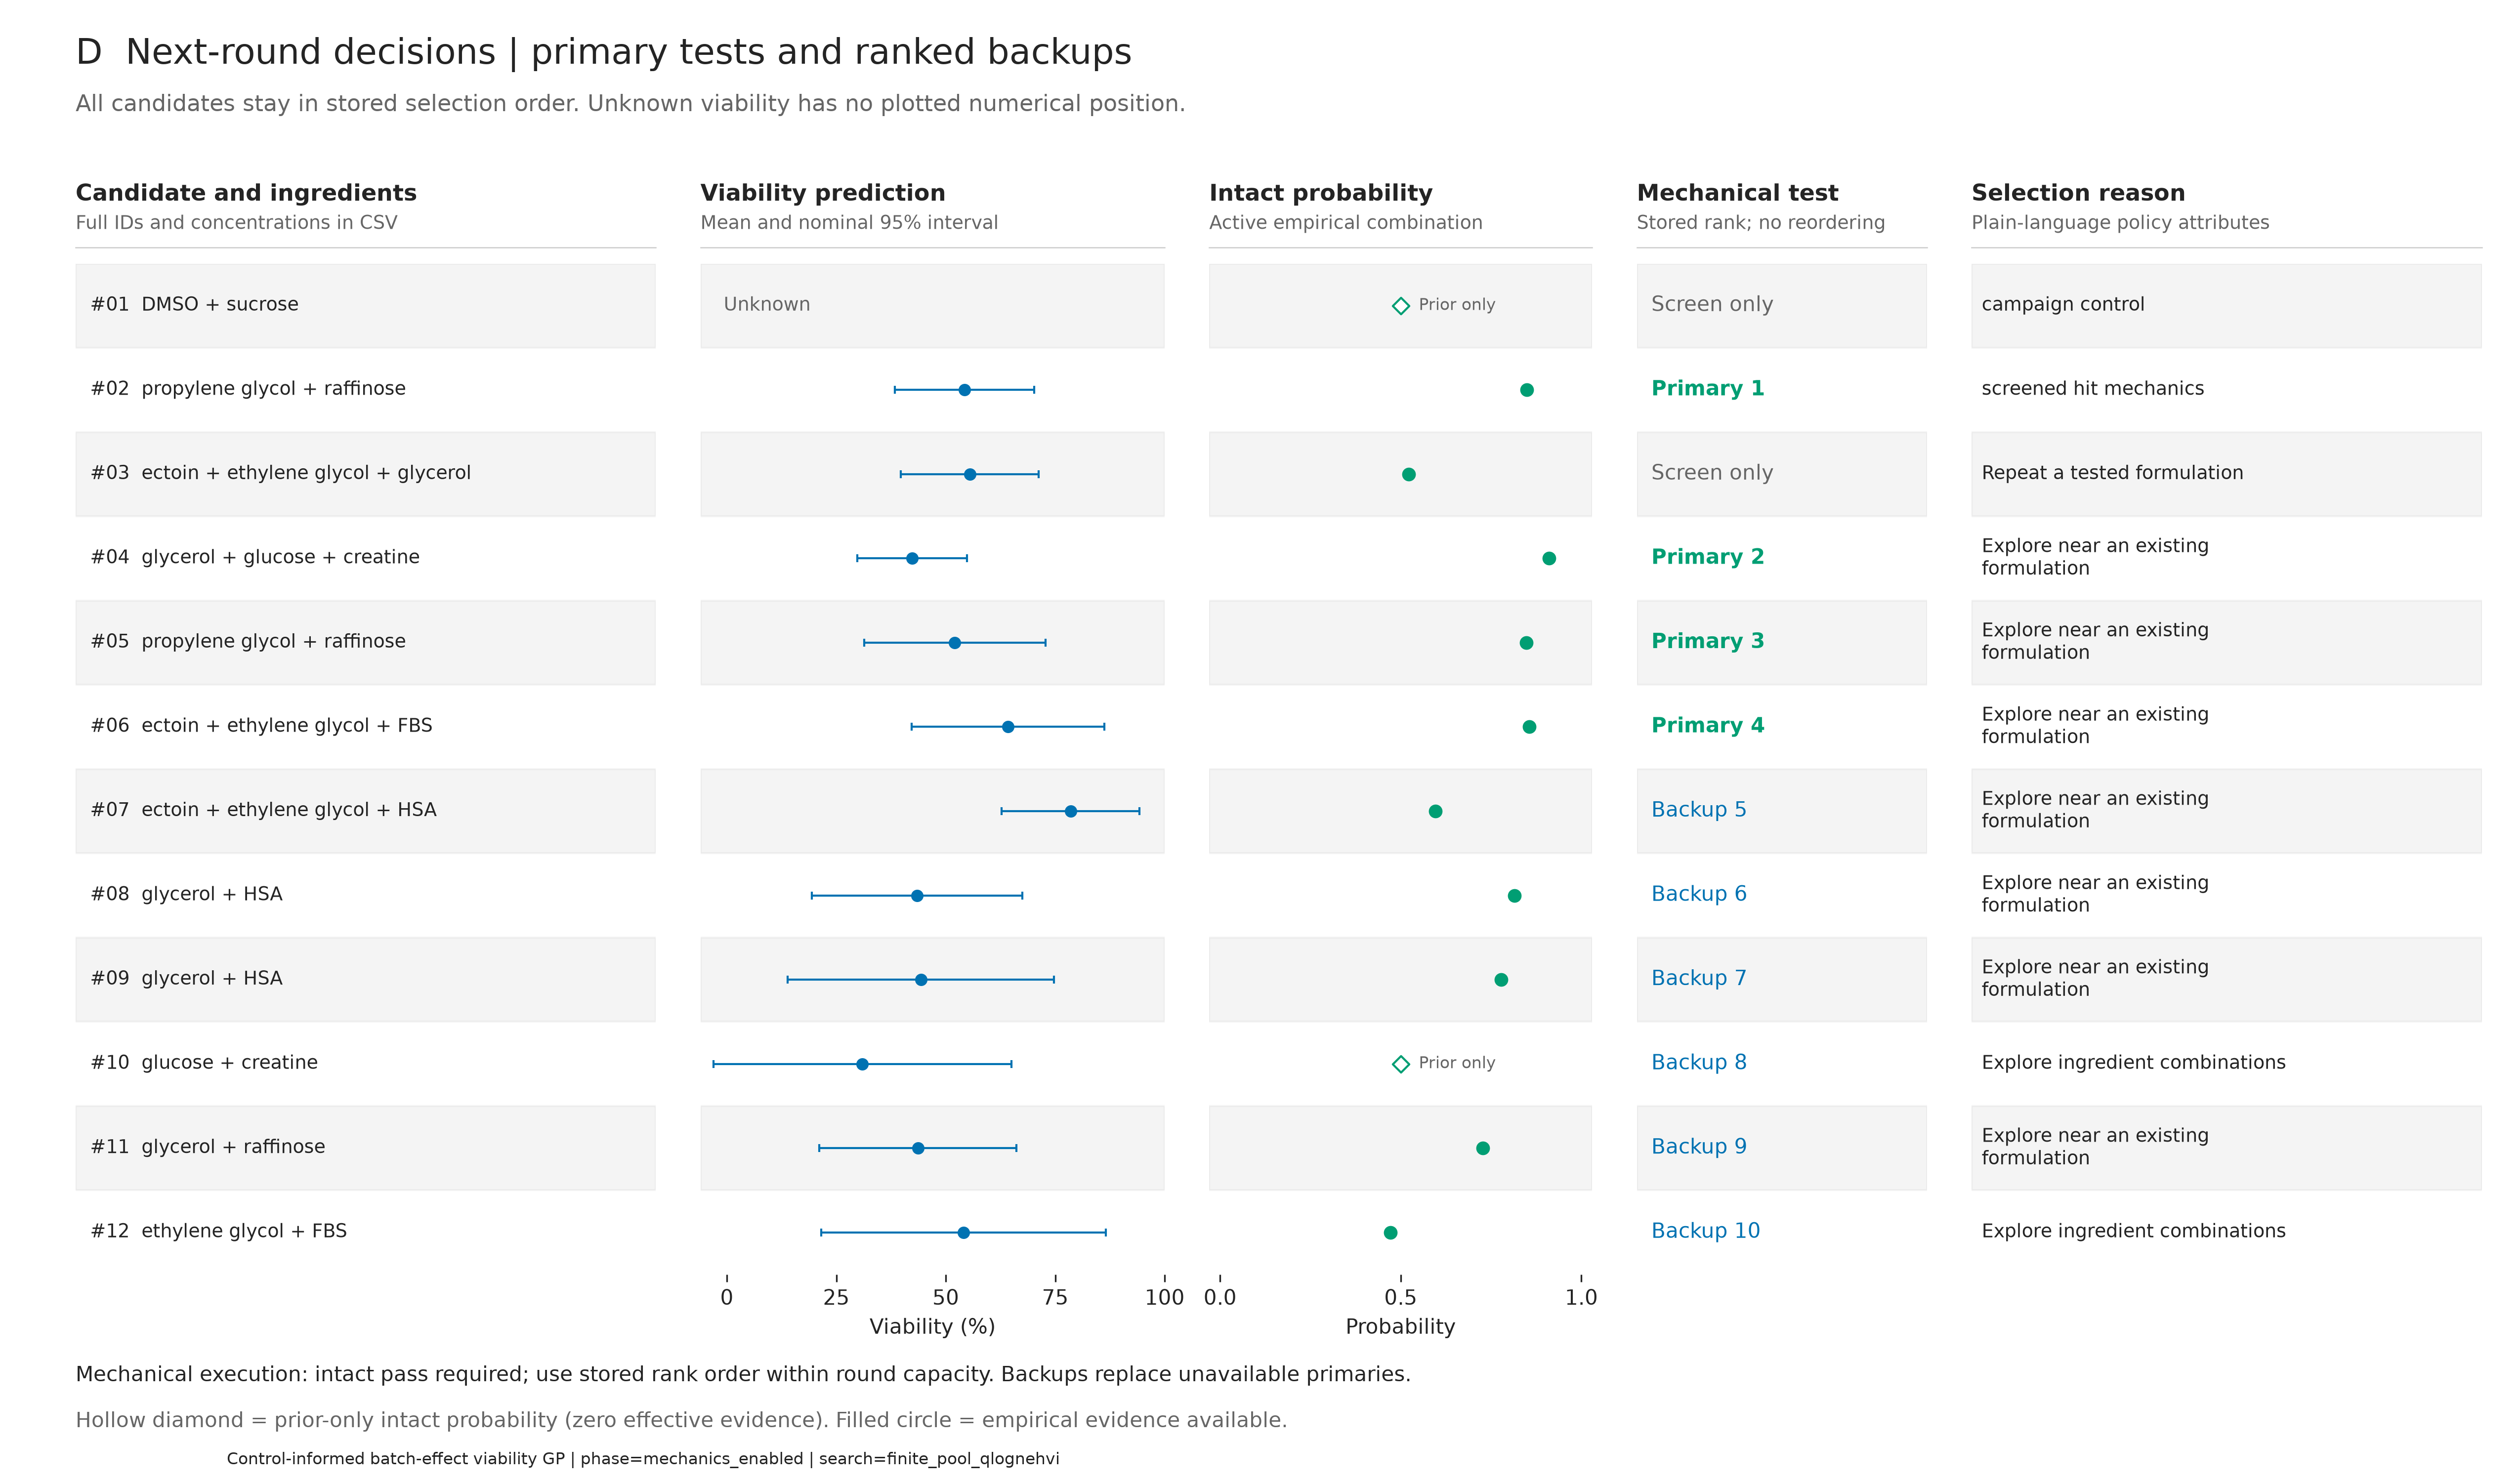 D  Next-round decisions | primary tests and ranked backups
All candidates stay in stored selection order. Unknown viability has no plotted numerical position.
Candidate and ingredients
Full IDs and concentrations in CSV
Viability prediction
Mean and nominal 95% interval
Intact probability
Active empirical combination
Mechanical test
Stored rank; no reordering
Selection reason
Plain-language policy attributes
#01 DMSO + sucrose
Unknown
Prior only
Screen only
campaign control
#02 propylene glycol + raffinose
Primary 1
screened hit mechanics
#03 ectoin + ethylene glycol + glycerol
Screen only
Repeat a tested formulation
#04 glycerol + glucose + creatine
Primary 2
Explore near an existing
formulation
#05 propylene glycol + raffinose
Primary 3
Explore near an existing
formulation
#06 ectoin + ethylene glycol + FBS
Primary 4
Explore near an existing
formulation
#07 ectoin + ethylene glycol + HSA
Backup 5
Explore near an existing
formulation
#08 glycerol + HSA
Backup 6
Explore near an existing
formulation
#09 glycerol + HSA
Backup 7
Explore near an existing
formulation
#10 glucose + creatine
Prior only
Backup 8
Explore ingredient combinations
#11 glycerol + raffinose
Backup 9
Explore near an existing
formulation
#12 ethylene glycol + FBS
Backup 10
Explore ingredient combinations
0 25 50 75 100
Viability (%)
0.0 0.5 1.0
Probability
Mechanical execution: intact pass required; use stored rank order within round capacity. Backups replace unavailable primaries.
Hollow diamond = prior-only intact probability (zero effective evidence). Filled circle = empirical evidence available.
Control-informed batch-effect viability GP | phase=mechanics_enabled | search=finite_pool_qlognehvi